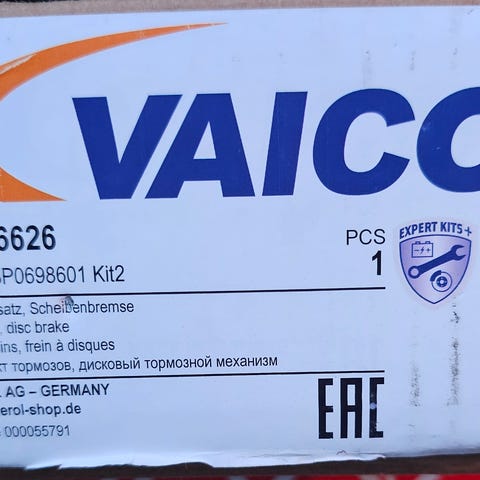 VAICO
6626
PCS
1
EXPERT KITS+
P0698601 Kit2
satz, Scheibenbremse
, disc brake
ins, frein à disques
кт тормозов, дисковый тормозной механизм
AG – GERMANY
erol-shop.de
000055791
EAC